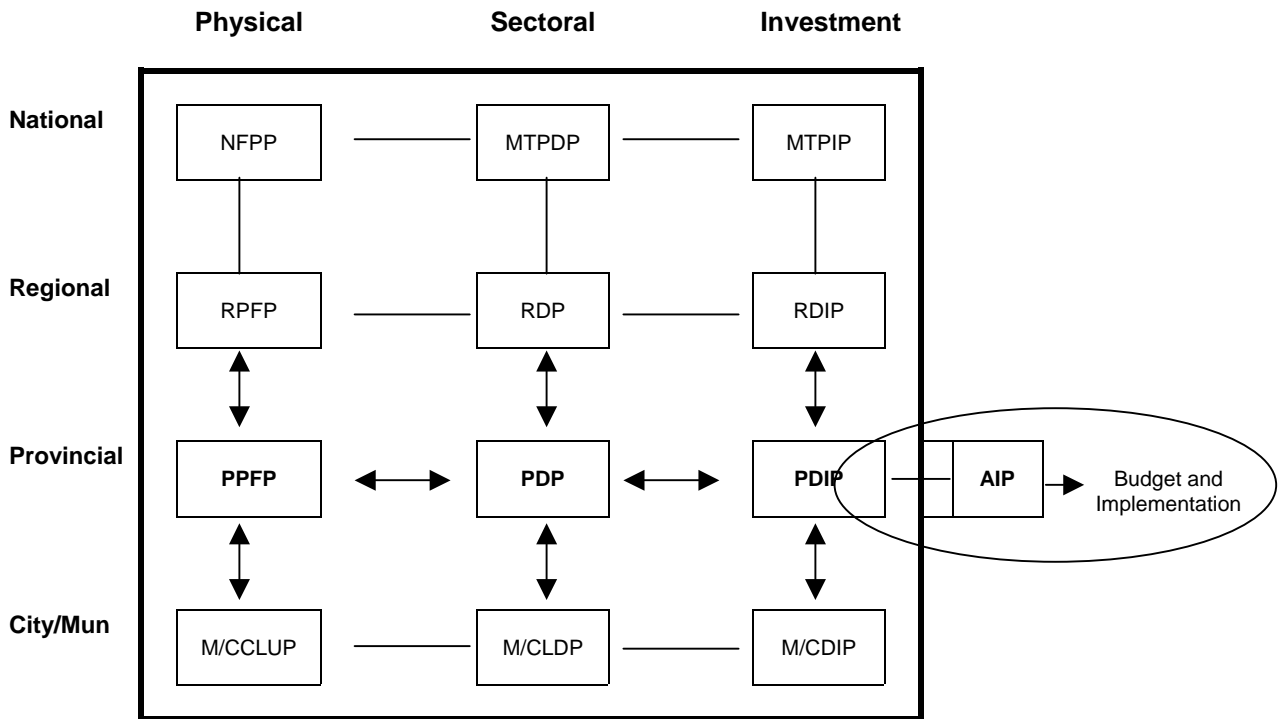 Physical Sectoral Investment
National
NFPP MTPDP MTPIP
Regional
RPFP RDP RDIP
Provincial
PPFP PDP PDIP AIP Budget and
Implementation
City/Mun
M/CCLUP M/CLDP M/CDIP